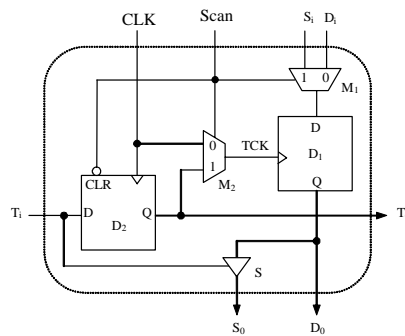 CLK Scan Sᵢ Dᵢ
1 0
M₁
D
0 TCK D₁
CLR 1
M₂ Q
Tᵢ D Q T
D₂
S
S₀ D₀